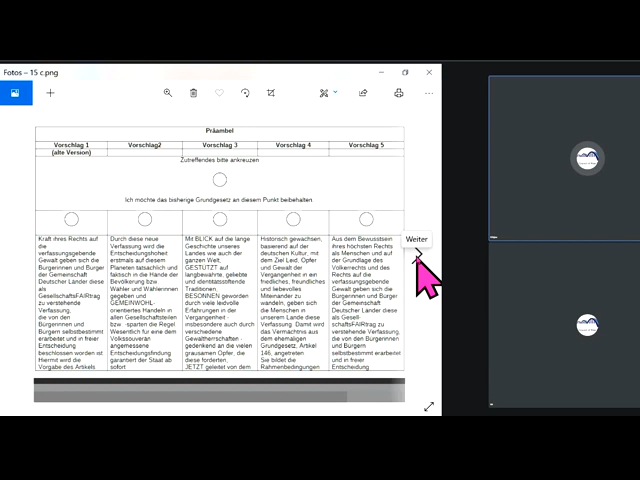 Fotos – 15 c.png
Präambel
Vorschlag 1
(alte Version)
Vorschlag2
Vorschlag 3
Vorschlag 4
Vorschlag 5
Zutreffendes bitte ankreuzen
Ich möchte das bisherige Grundgesetz an diesem Punkt beibehalten
Kraft ihres Rechts auf
die
verfassungsgebende
Gewalt geben sich die
Bürgerinnen und Bürger
der Gemeinschaft
Deutscher Länder diese
als
GesellschaftsFAIRtrag
zu verstehende
Verfassung,
die von den
Bürgerinnen und
Bürgern selbstbestimmt
erarbeitet und in freier
Entscheidung
beschlossen worden ist
Hiermit wird die
Vorgabe des Artikels
Durch diese neue
Verfassung wird die
Entscheidungshoheit
erstmals auf diesem
Planeten tatsächlich und
faktisch in die Hände der
Bevölkerung bzw.
Wähler und Wählerinnen
gegeben und
GEMEINWOHL-
orientiertes Handeln in
allen Gesellschaftsteilen
bzw. -sparten die Regel
Wesentlich für eine dem
Volkssouverän
angemessene
Entscheidungsfindung
garantiert der Staat ab
sofort
Mit BLICK auf die lange
Geschichte unseres
Landes wie auch der
ganzen Welt,
GESTÜTZT auf
langbewährte, geliebte
und identitätsstiftende
Traditionen,
BESONNEN geworden
durch viele leidvolle
Erfahrungen in der
Vergangenheit -
insbesondere auch durch
verschiedene
Gewaltherrschaften -
gedenkend an die vielen
grausamen Opfer, die
diese forderten,
JETZT geleitet von dem
Historisch gewachsen,
basierend auf der
deutschen Kultur, mit
dem Ziel Leid, Opfer
und Gewalt der
Vergangenheit in ein
friedliches, freundliches
und liebevolles
Miteinander zu
wandeln, geben sich
die Menschen in
unserem Lande diese
Verfassung. Damit wird
das Vermächtnis aus
dem ehemaligen
Grundgesetz, Artikel
146, angetreten
Sie bildet die
Rahmenbedingungen
Aus dem Bewusstsein
ihres höchsten Rechts
als Menschen und auf
der Grundlage des
Völkerrechts und des
Rechts auf die
verfassungsgebende
Gewalt geben sich die
Bürgerinnen und Bürger
der Gemeinschaft
Deutscher Länder diese
als Gesell-
schaftsFAIRtrag zu
verstehende Verfassung,
die von den Bürgerinnen
und Bürgern
selbstbestimmt erarbeitet
und in freier
Entscheidung
Weiter